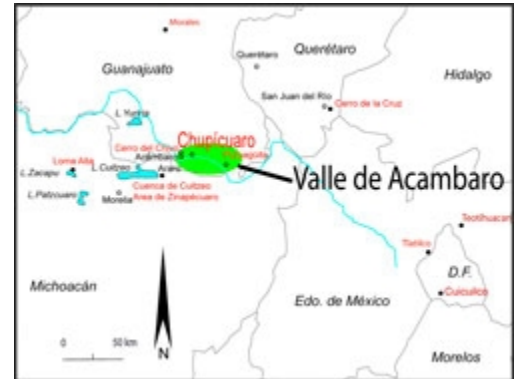 Morales
Querétaro
Querétaro
Guanajuato
Hidalgo
San Juan del Río
Cerro de la Cruz
L. Yuriria
Chupícuaro
Cerro del Chivo
Acámbaro
Loma Alta
L. Cuitzeo
L. Zacapu
Valle de Acambaro
Cuenca de Cuitzeo
L. Patzcuaro
Morelia
Area de Zinapécuaro
Teotihuacan
Tlatilco
D.F.
Michoacán
Edo. de México
Cuicuilco
0
50 km
N
Morelos